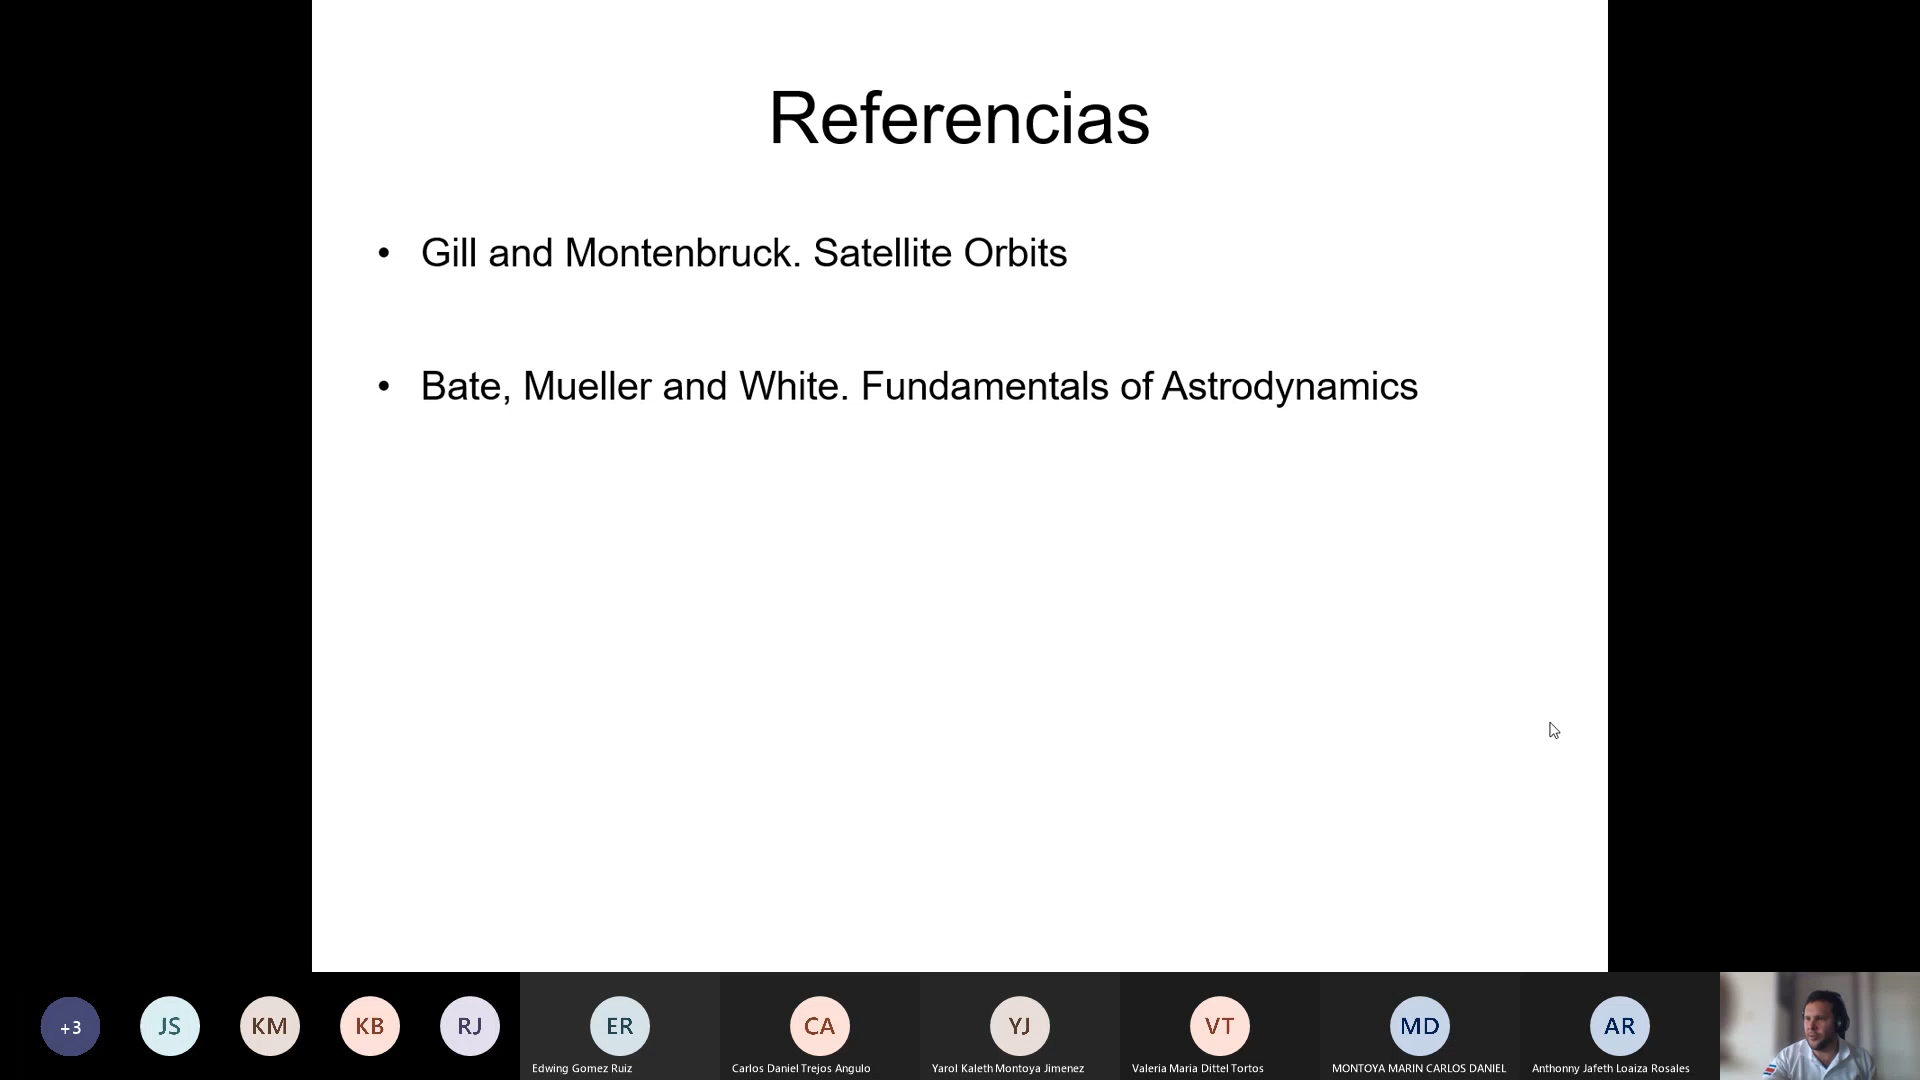 Referencias
• Gill and Montenbruck. Satellite Orbits
• Bate, Mueller and White. Fundamentals of Astrodynamics
+3
JS
KM
KB
RJ
ER
CA
YJ
VT
MD
AR
Edwing Gomez Ruiz
Carlos Daniel Trejos Angulo
Yarol Kaleth Montoya Jimenez
Valeria Maria Dittel Tortos
MONTOYA MARIN CARLOS DANIEL
Anthonny Jafeth Loaiza Rosales